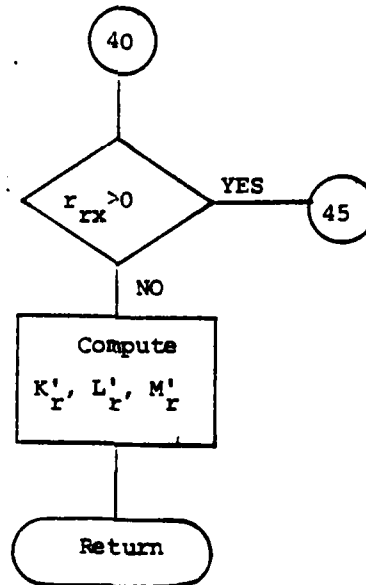 40
r_rx>0
YES
45
NO
Compute
K'_r, L'_r, M'_r
Return